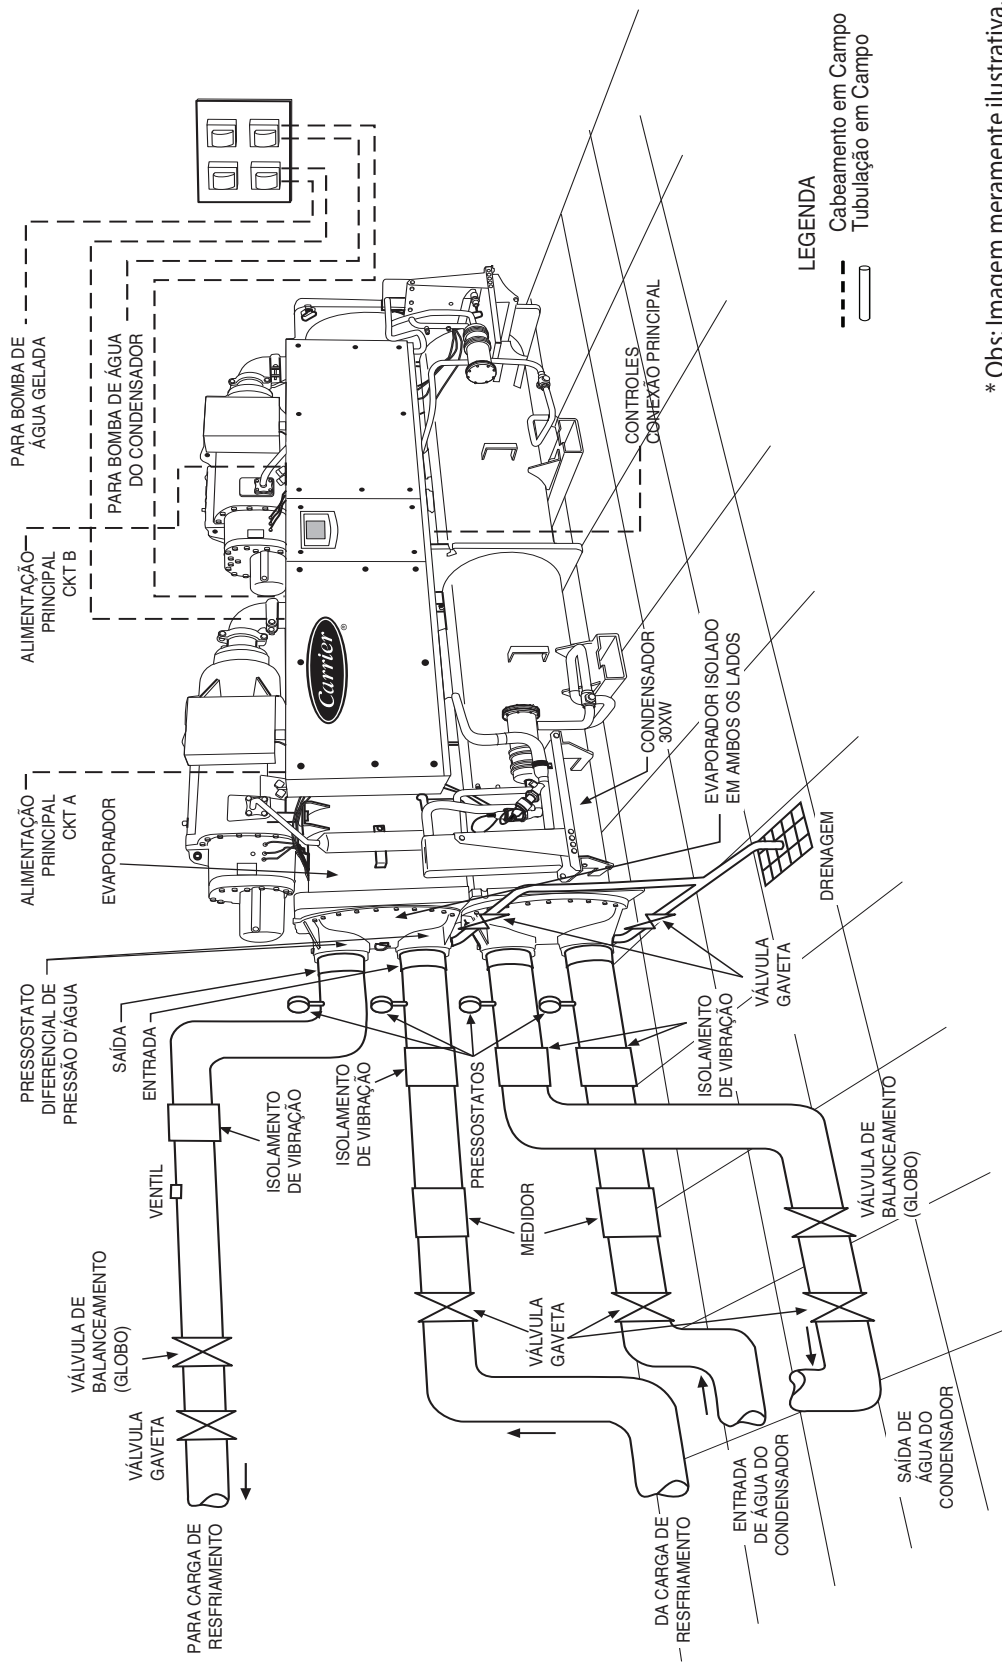 PARA BOMBA DE
ÁGUA GELADA
PARA BOMBA DE ÁGUA
DO CONDENSADOR
ALIMENTAÇÃO
PRINCIPAL
CKT B
ALIMENTAÇÃO
PRINCIPAL
CKT A
EVAPORADOR
PRESSOSTATO
DIFERENCIAL DE
PRESSÃO D'ÁGUA
SAÍDA
ENTRADA
ISOLAMENTO
DE VIBRAÇÃO
VENTIL
VÁLVULA DE
BALANCEAMENTO
(GLOBO)
VÁLVULA
GAVETA
PARA CARGA DE
RESFRIAMENTO
Carrier
®
ISOLAMENTO
DE VIBRAÇÃO
PRESSOSTATOS
MEDIDOR
VÁLVULA
GAVETA
DA CARGA DE
RESFRIAMENTO
CONTROLES
CONEXÃO PRINCIPAL
CONDENSADOR
30XW
EVAPORADOR ISOLADO
EM AMBOS OS LADOS
DRENAGEM
VÁLVULA
GAVETA
ISOLAMENTO
DE VIBRAÇÃO
VÁLVULA DE
BALANCEAMENTO
(GLOBO)
ENTRADA
DE ÁGUA DO
CONDENSADOR
SAÍDA DE
ÁGUA DO
CONDENSADOR
LEGENDA
Cabeamento em Campo
Tubulação em Campo
* Obs: Imagem meramente ilustrativa.